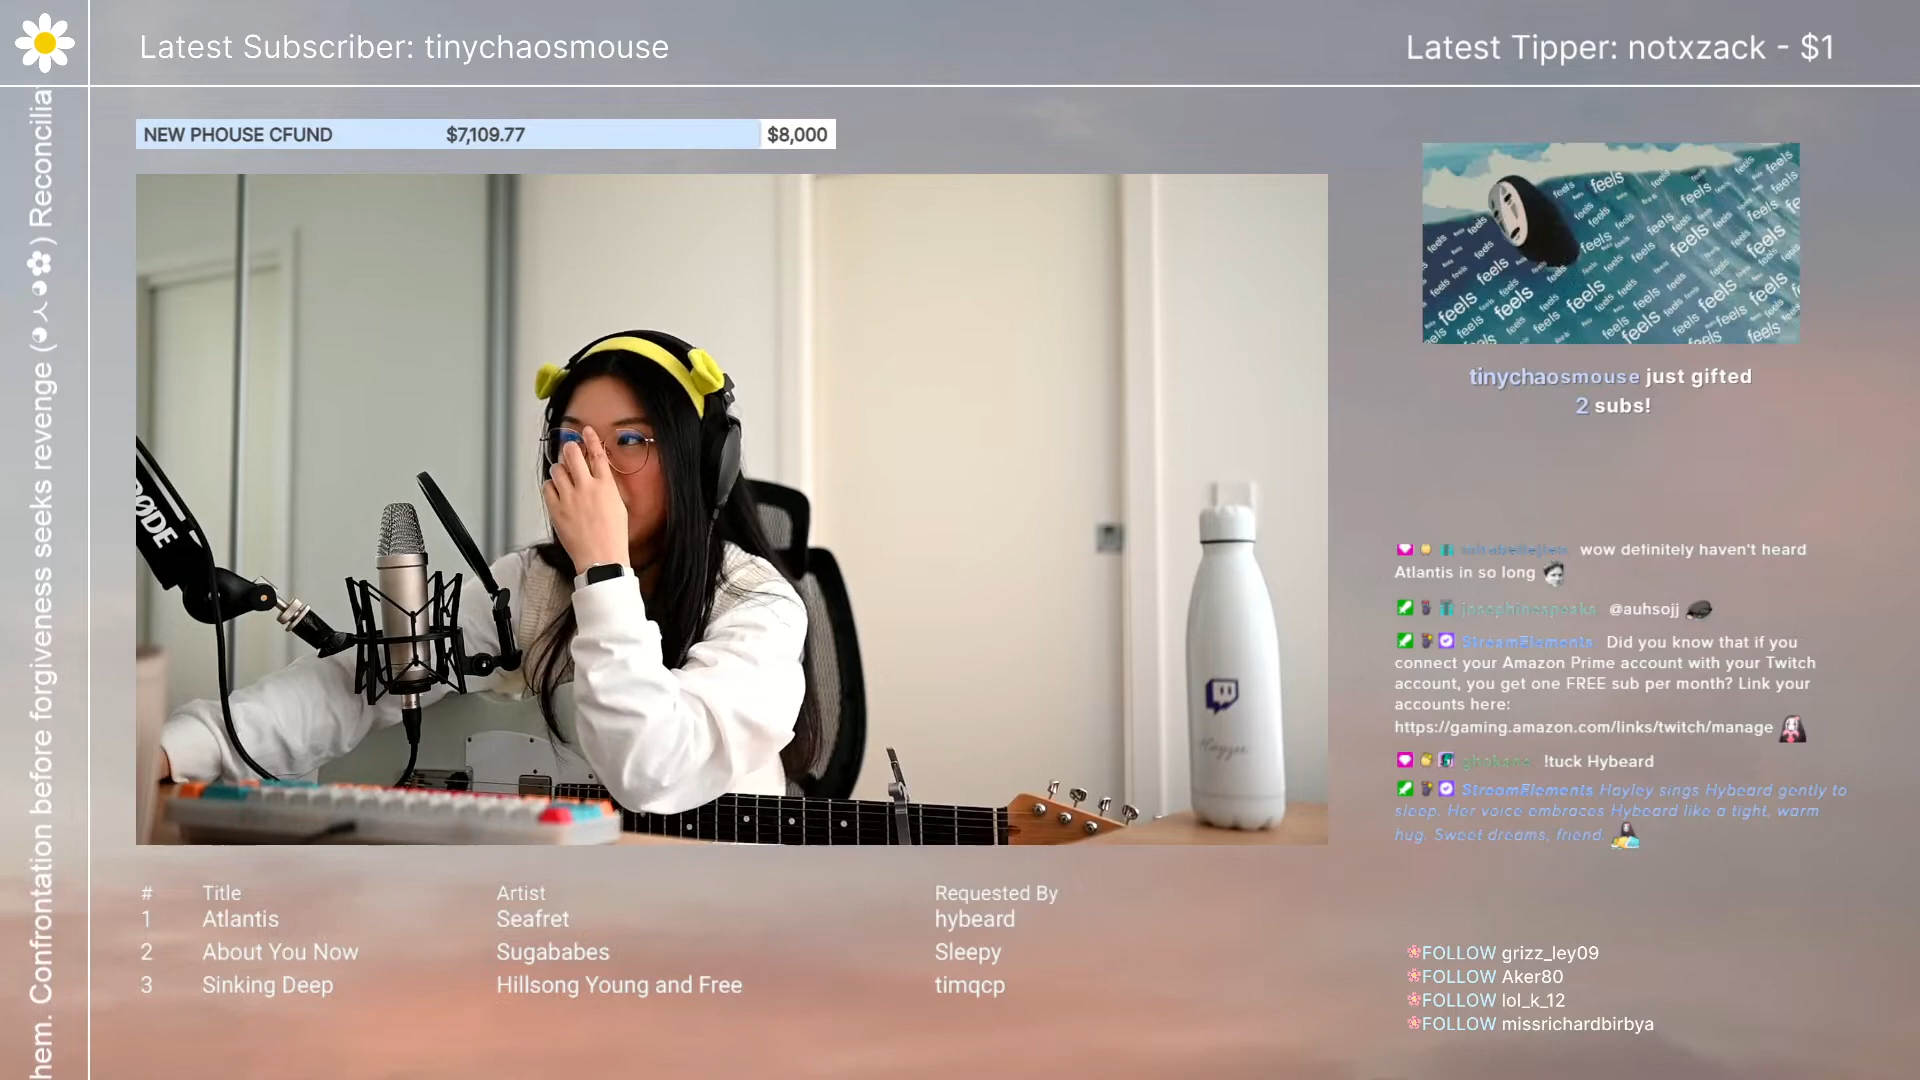 Latest Subscriber: tinychaosmouse
Latest Tipper: notxzack - $1
hem. Confrontation before forgiveness seeks revenge (◕⅄◕✿) Reconcilia
NEW PHOUSE CFUND $7,109.77 $8,000
RØDE
feels
tinychaosmouse just gifted
2 subs!
wow definitely haven't heard
Atlantis in so long
josephinespeaks @auhsojj
StreamElements Did you know that if you
connect your Amazon Prime account with your Twitch
account, you get one FREE sub per month? Link your
accounts here:
https://gaming.amazon.com/links/twitch/manage
!tuck Hybeard
StreamElements Hayley sings Hybeard gently to
sleep. Her voice embraces Hybeard like a tight, warm
hug. Sweet dreams, friend.
# Title Artist Requested By
1 Atlantis Seafret hybeard
2 About You Now Sugababes Sleepy
3 Sinking Deep Hillsong Young and Free timqcp
FOLLOW grizz_ley09
FOLLOW Aker80
FOLLOW lol_k_12
FOLLOW missrichardbirbya